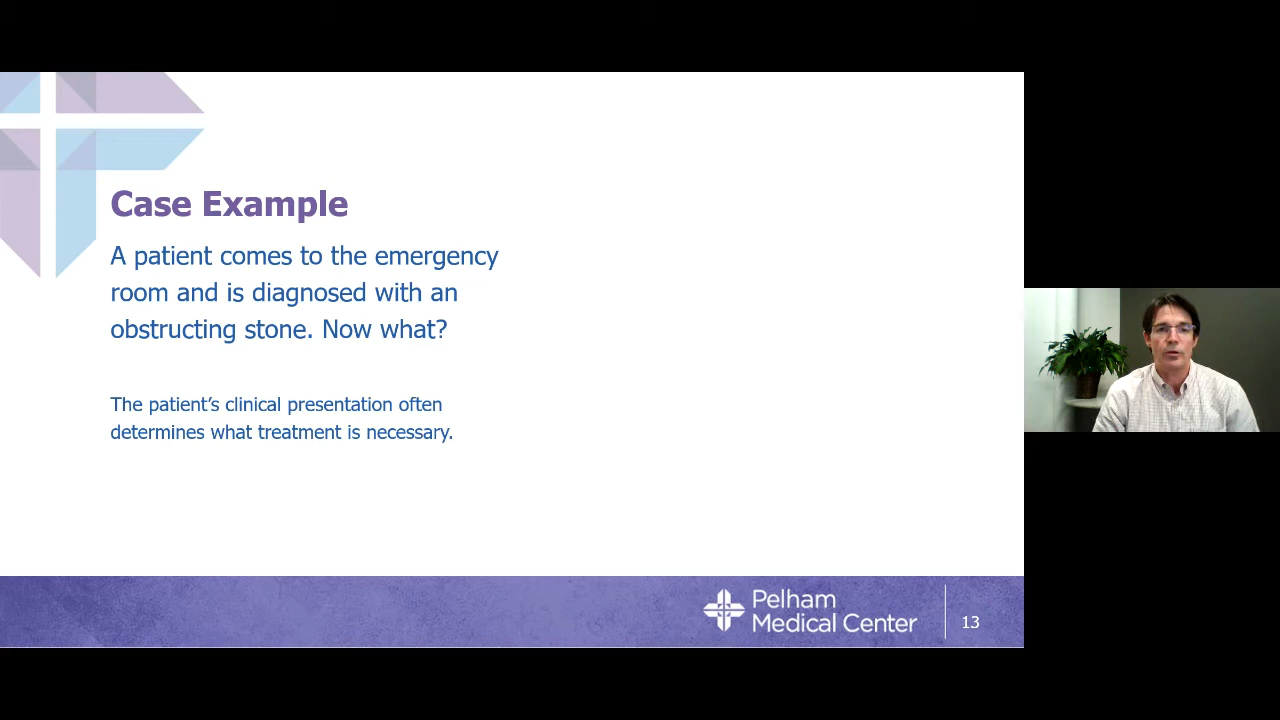 Case Example
A patient comes to the emergency
room and is diagnosed with an
obstructing stone. Now what?
The patient’s clinical presentation often
determines what treatment is necessary.
Pelham
Medical Center
13